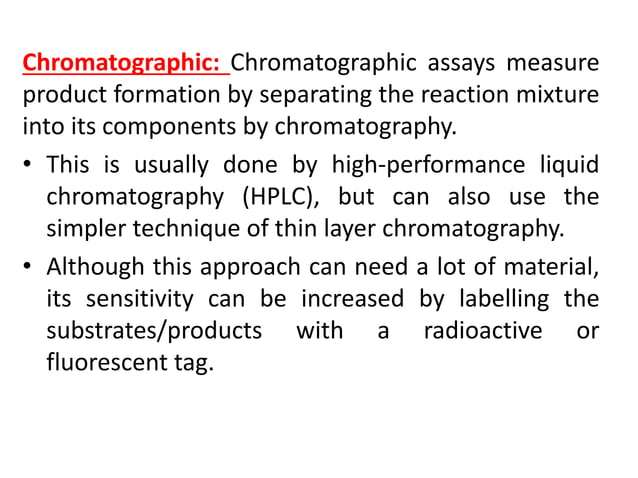 Chromatographic: Chromatographic assays measure
product formation by separating the reaction mixture
into its components by chromatography.
• This is usually done by high-performance liquid
chromatography (HPLC), but can also use the
simpler technique of thin layer chromatography.
• Although this approach can need a lot of material,
its sensitivity can be increased by labelling the
substrates/products with a radioactive or
fluorescent tag.